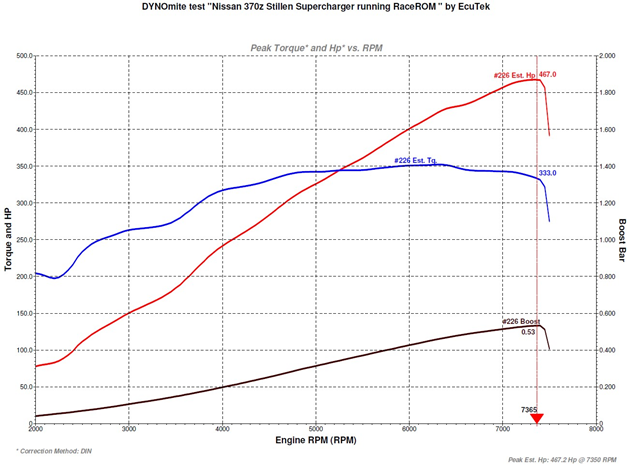 DYNOmite test "Nissan 370z Stillen Supercharger running RaceROM " by EcuTek
Peak Torque* and Hp* vs. RPM
500.0
450.0
400.0
350.0
300.0
250.0
200.0
150.0
100.0
50.0
0
Torque and HP
#226 Est. Hp
467.0
#226 Est. Tq.
333.0
#226 Boost
0.53
7365
2.000
1.800
1.600
1.400
1.200
1.000
0.800
0.600
0.400
0.200
0
Boost Bar
2000 3000 4000 5000 6000 7000 8000
Engine RPM (RPM)
* Correction Method: DIN
Peak Est. Hp: 467.2 Hp @ 7350 RPM